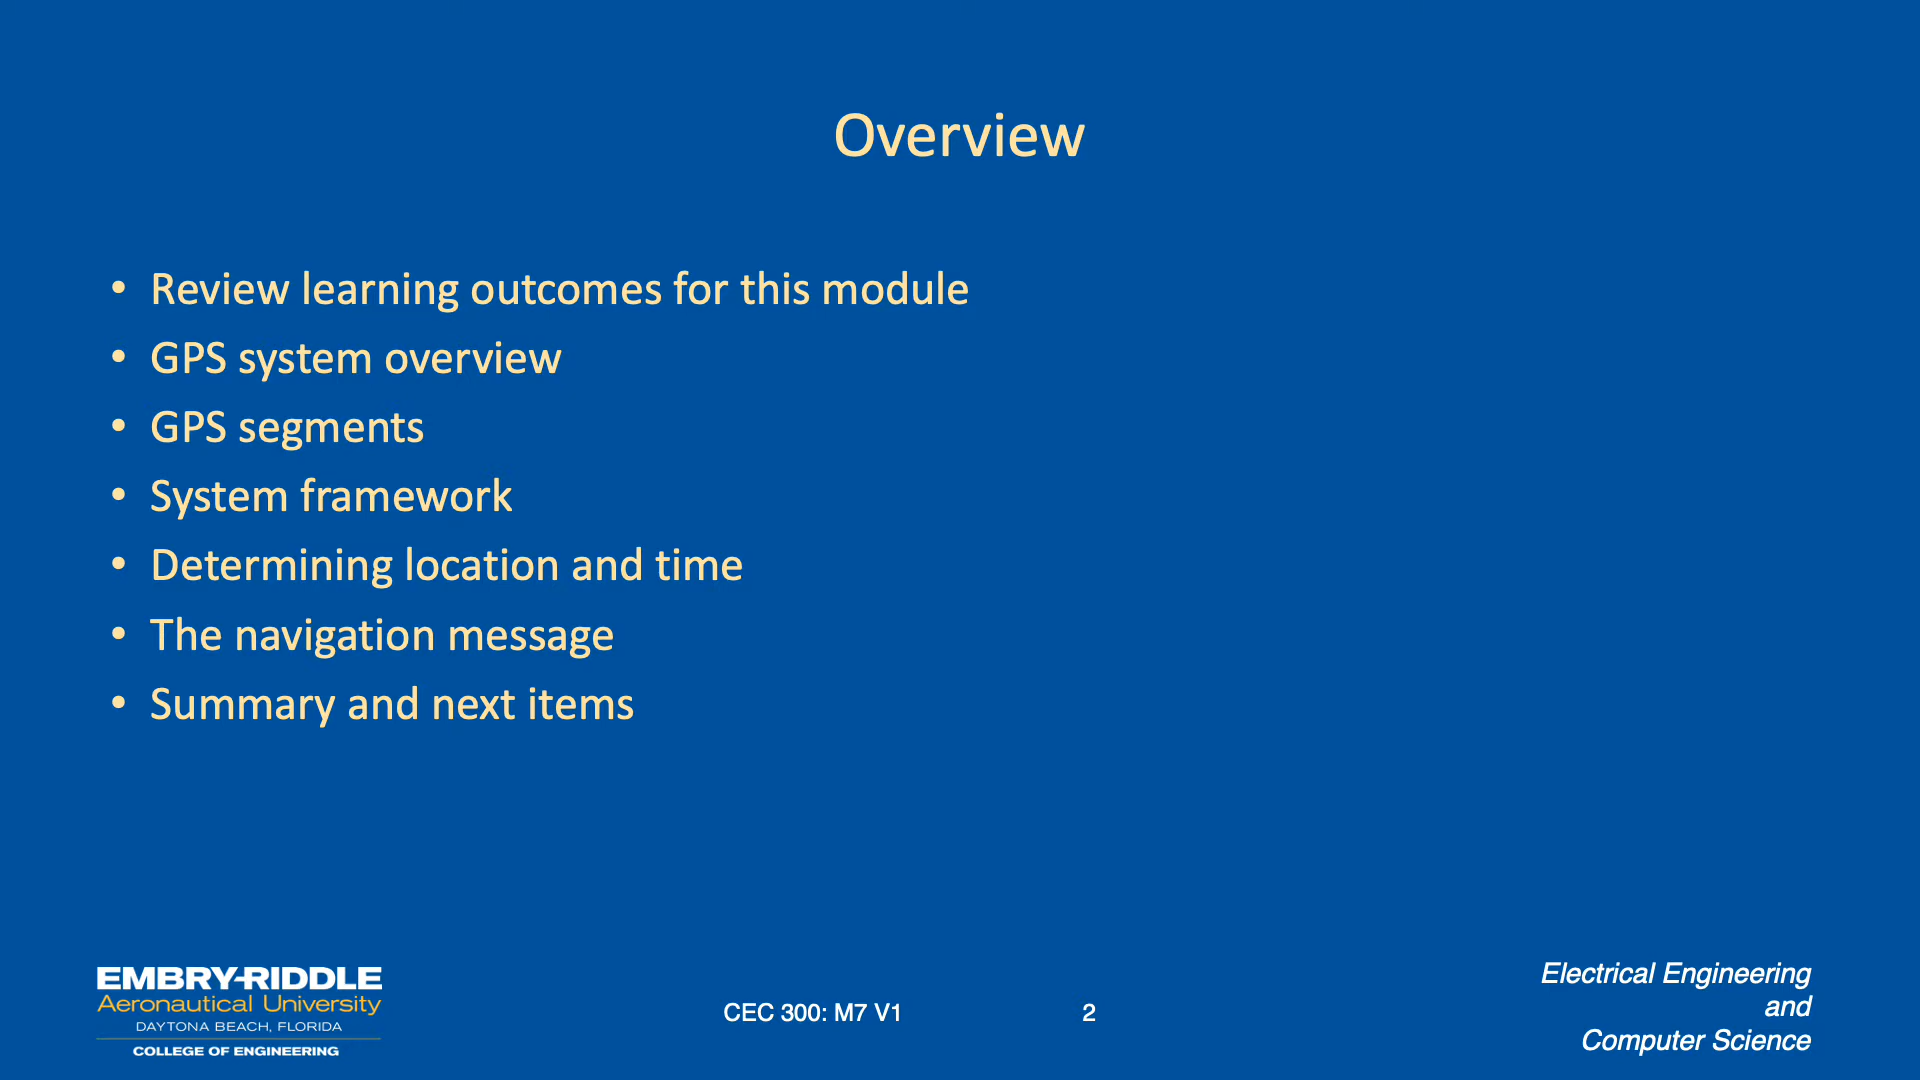 Overview
• Review learning outcomes for this module
• GPS system overview
• GPS segments
• System framework
• Determining location and time
• The navigation message
• Summary and next items
EMBRY-RIDDLE
Aeronautical University
DAYTONA BEACH, FLORIDA
COLLEGE OF ENGINEERING
CEC 300: M7 V1
2
Electrical Engineering
and
Computer Science